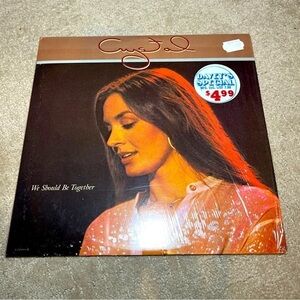 Crystal
DAVEY'S
SPECIAL
$4.99
We Should Be Together